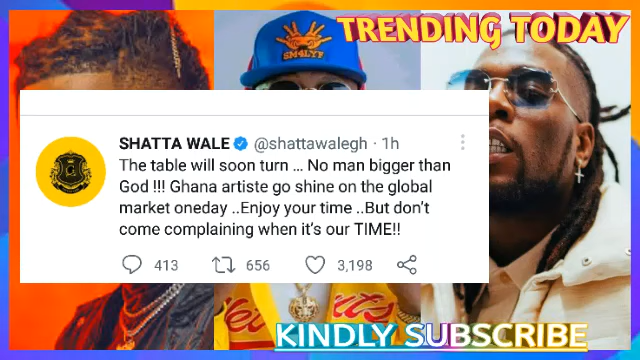 TRENDING TODAY
SM4LYF
SHATTA WALE @shattawalegh · 1h
The table will soon turn ... No man bigger than
God !!! Ghana artiste go shine on the global
market oneday ..Enjoy your time ..But don't
come complaining when it's our TIME!!
413 656 3,198
KINDLY SUBSCRIBE